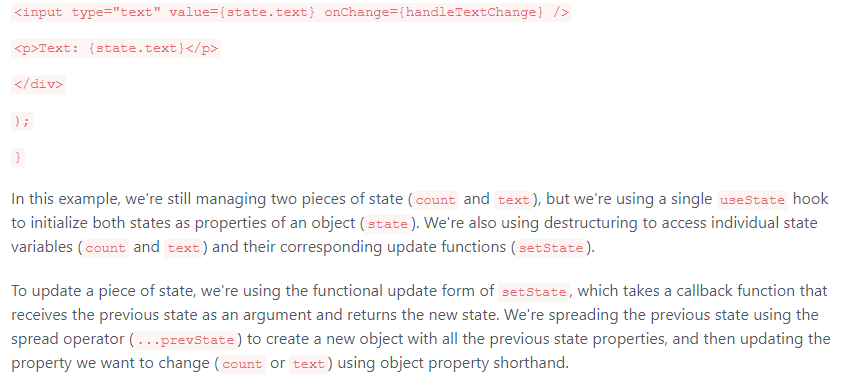 <input type="text" value={state.text} onChange={handleTextChange} />
<p>Text: {state.text}</p>
</div>
);
}
In this example, we're still managing two pieces of state (count and text), but we're using a single useState hook
to initialize both states as properties of an object (state). We're also using destructuring to access individual state
variables (count and text) and their corresponding update functions (setState).
To update a piece of state, we're using the functional update form of setState, which takes a callback function that
receives the previous state as an argument and returns the new state. We're spreading the previous state using the
spread operator (...prevState) to create a new object with all the previous state properties, and then updating the
property we want to change (count or text) using object property shorthand.